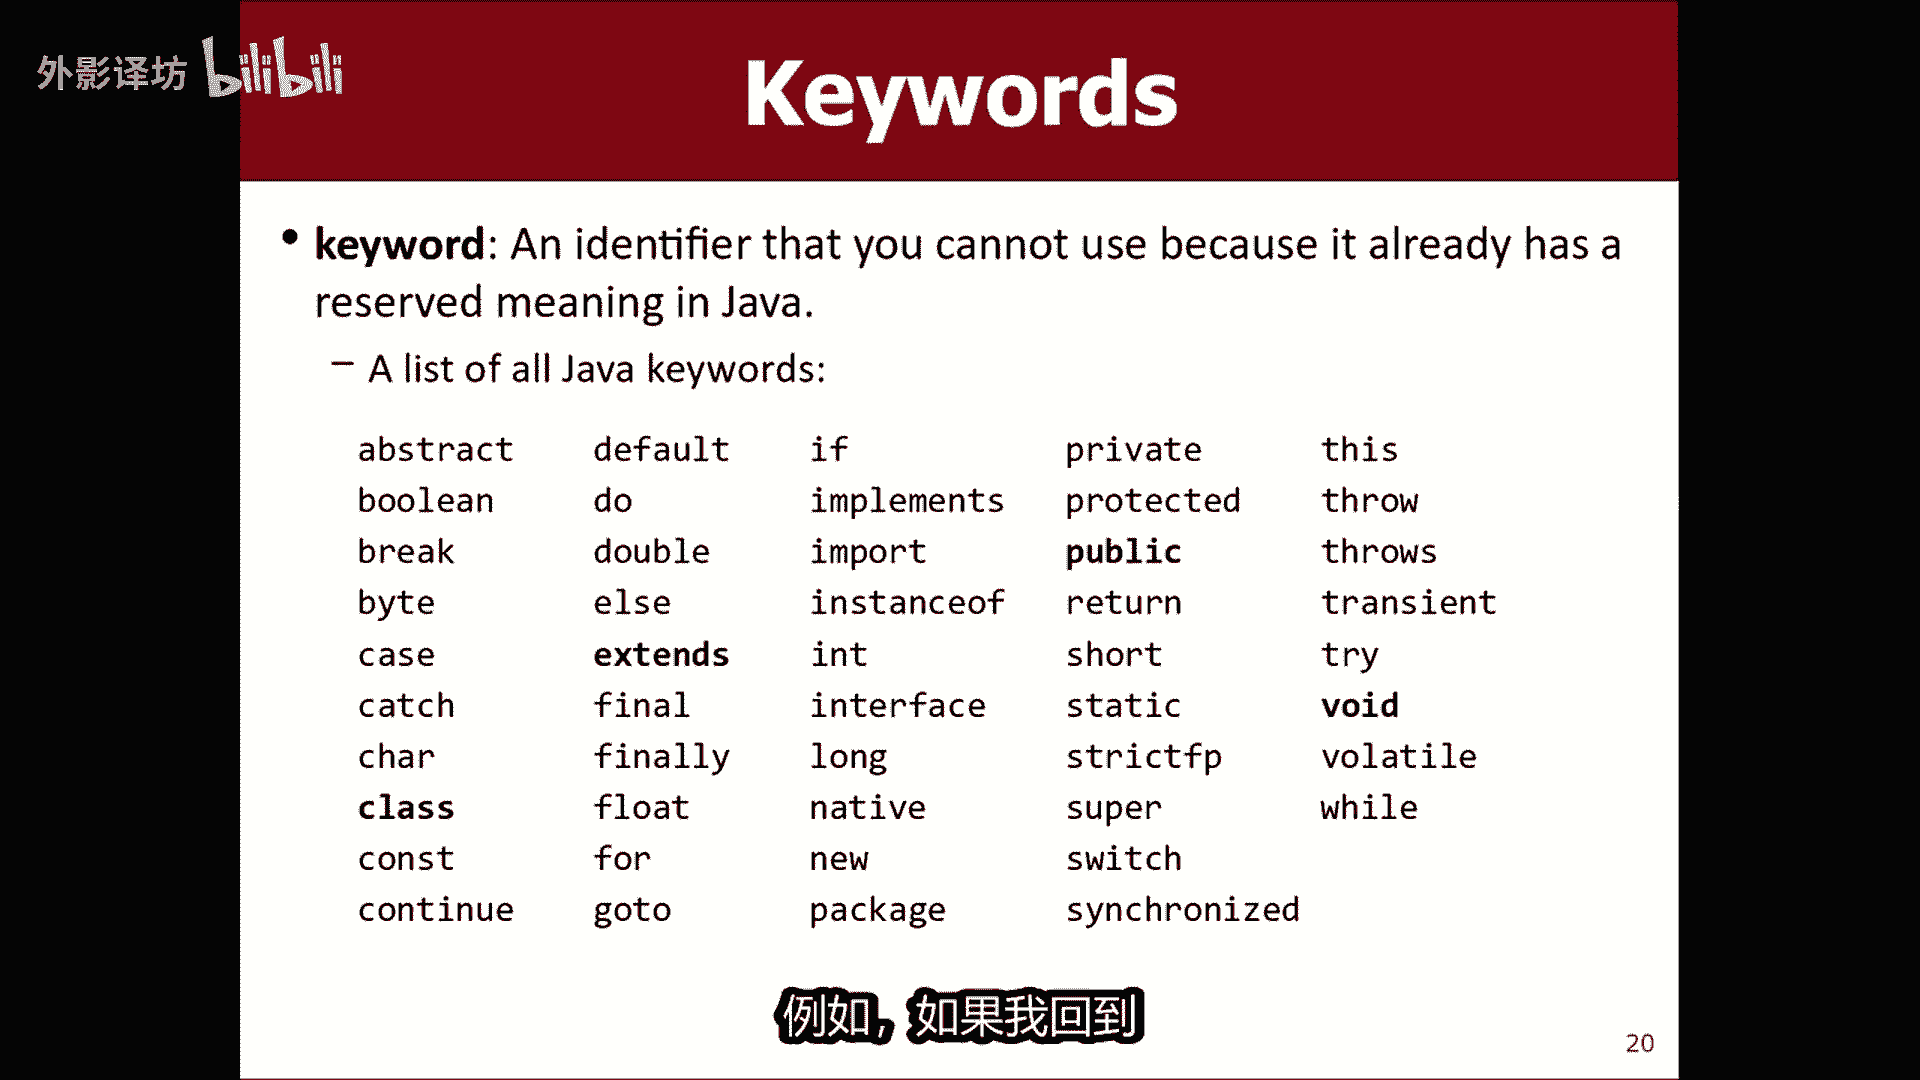 外影译坊 bilibili
Keywords
• keyword: An identifier that you cannot use because it already has a
reserved meaning in Java.
– A list of all Java keywords:
abstract default if private this
boolean do implements protected throw
break double import public throws
byte else instanceof return transient
case extends int short try
catch final interface static void
char finally long strictfp volatile
class float native super while
const for new switch
continue goto package synchronized
例如，如果我回到
20